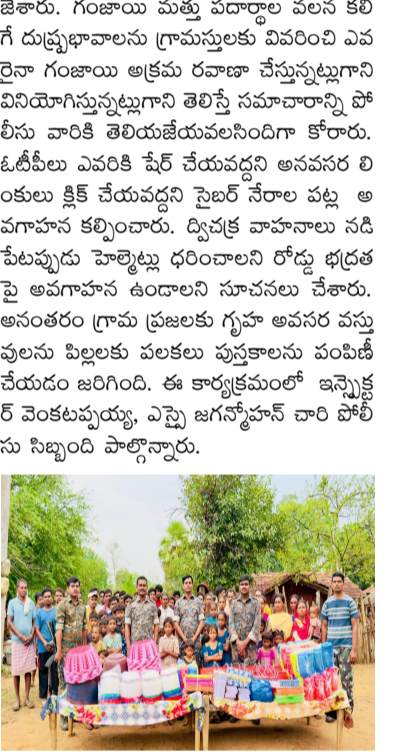 జేశారు. గంజాయి మత్తు పదార్థాల వలన కలి
గే దుష్ప్రభావాలను గ్రామస్తులకు వివరించి ఎవ
రైనా గంజాయి అక్రమ రవాణా చేస్తున్నట్లుగాని
వినియోగిస్తున్నట్లుగాని తెలిస్తే సమాచారాన్ని పో
లీసు వారికి తెలియజేయవలసిందిగా కోరారు.
ఓటీపీలు ఎవరికి షేర్ చేయవద్దని అనవసర లి
ంకులు క్లిక్ చేయవద్దని సైబర్ నేరాల పట్ల అ
వగాహన కల్పించారు. ద్విచక్ర వాహనాలు నడి
పేటప్పుడు హెల్మెట్లు ధరించాలని రోడ్డు భద్రత
పై అవగాహన ఉండాలని సూచనలు చేశారు.
అనంతరం గ్రామ ప్రజలకు గృహ అవసర వస్తు
వులను పిల్లలకు పలకలు పుస్తకాలను పంపిణీ
చేయడం జరిగింది. ఈ కార్యక్రమంలో ఇన్స్పెక్ట
ర్ వెంకటప్పయ్య, ఎస్సై జగన్మోహన్ చారి పోలీ
సు సిబ్బంది పాల్గొన్నారు.